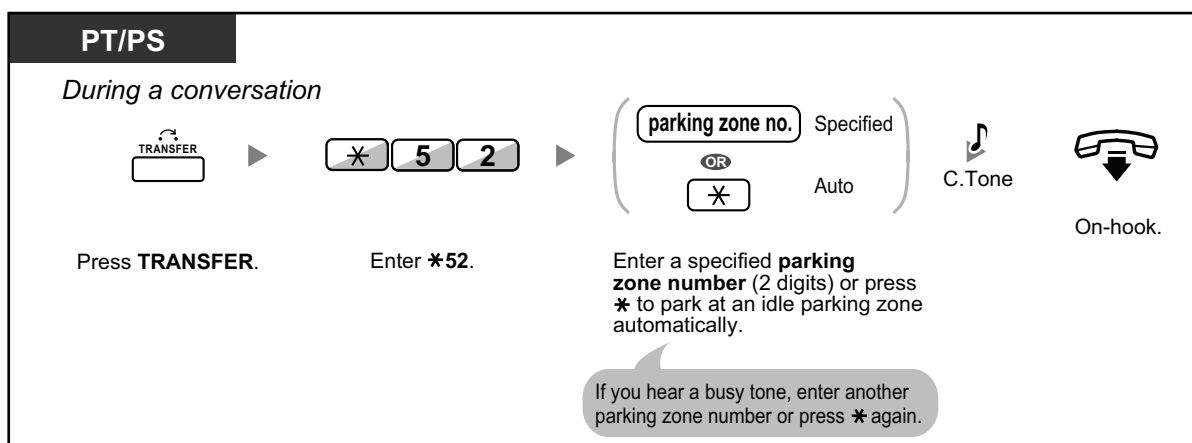 PT/PS
During a conversation
TRANSFER
* 5 2
parking zone no. Specified
OR
* Auto
C.Tone
On-hook.
Press TRANSFER.
Enter *52.
Enter a specified parking
zone number (2 digits) or press
* to park at an idle parking zone
automatically.
If you hear a busy tone, enter another
parking zone number or press * again.